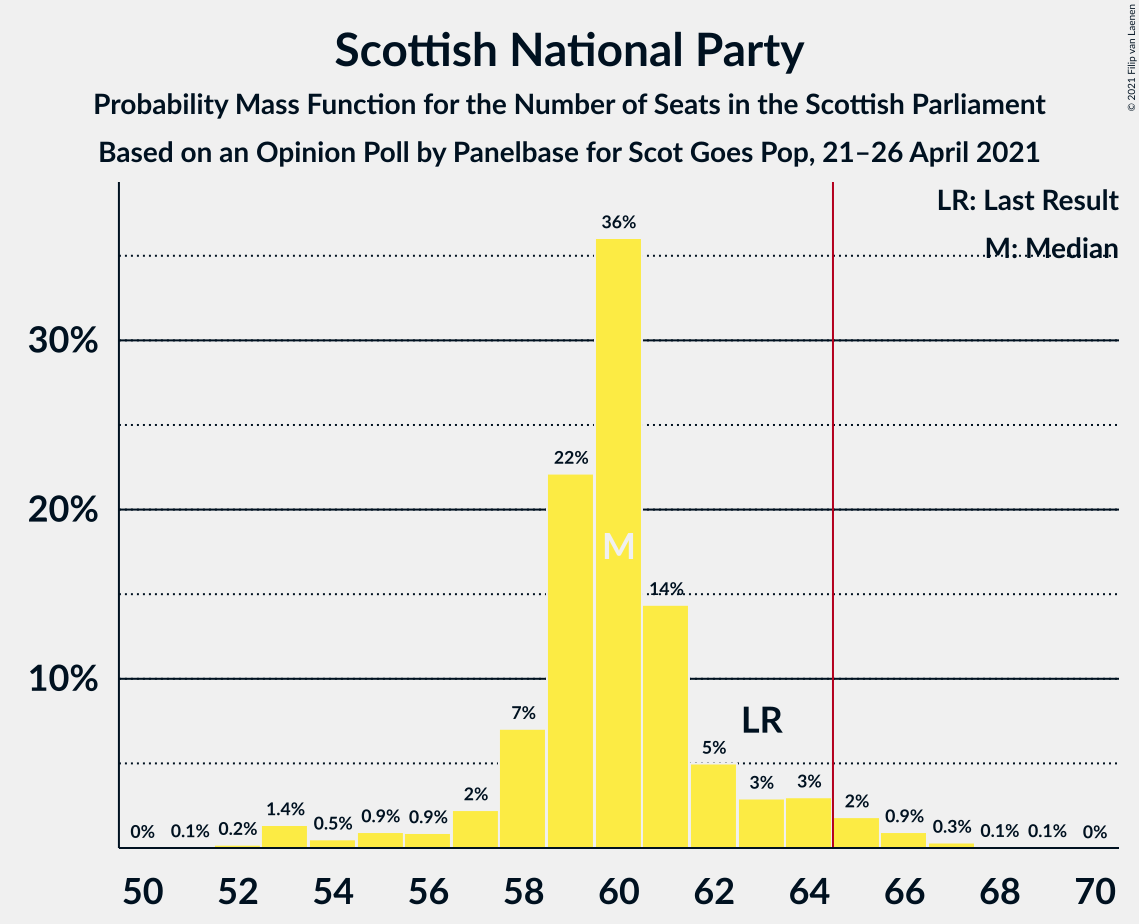 Scottish National Party
Probability Mass Function for the Number of Seats in the Scottish Parliament
Based on an Opinion Poll by Panelbase for Scot Goes Pop, 21–26 April 2021
© 2021 Filip van Laenen
LR: Last Result
M: Median
30%
20%
10%
0%
0.1%
0.2%
1.4%
0.5%
0.9%
0.9%
2%
7%
22%
36%
14%
5%
3%
3%
2%
0.9%
0.3%
0.1%
0.1%
0%
M
LR
50 52 54 56 58 60 62 64 66 68 70